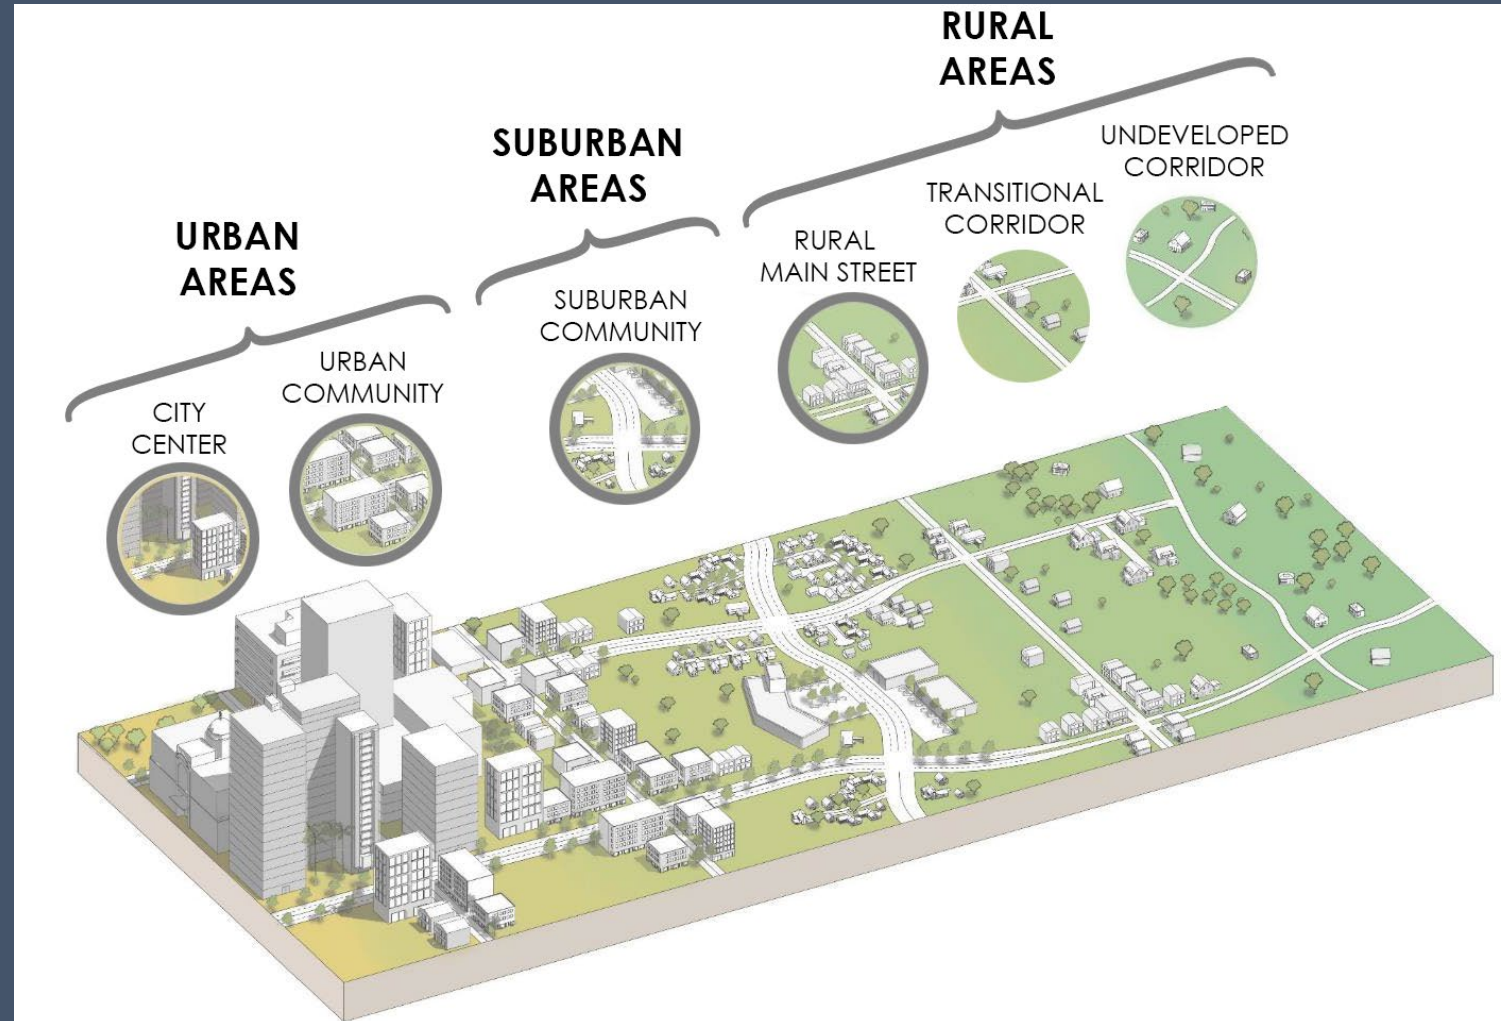 RURAL
AREAS
SUBURBAN
AREAS
URBAN
AREAS
UNDEVELOPED
CORRIDOR
TRANSITIONAL
CORRIDOR
RURAL
MAIN STREET
SUBURBAN
COMMUNITY
URBAN
COMMUNITY
CITY
CENTER